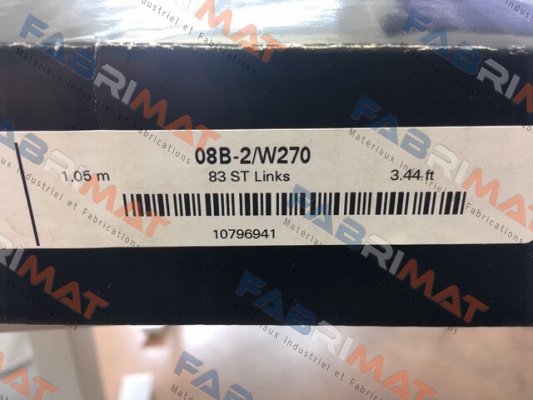 08B-2/W270
1,05 m 83 ST Links 3.44 ft
10796941
FABRIMAT
Materiaux Industriel et Fabrications